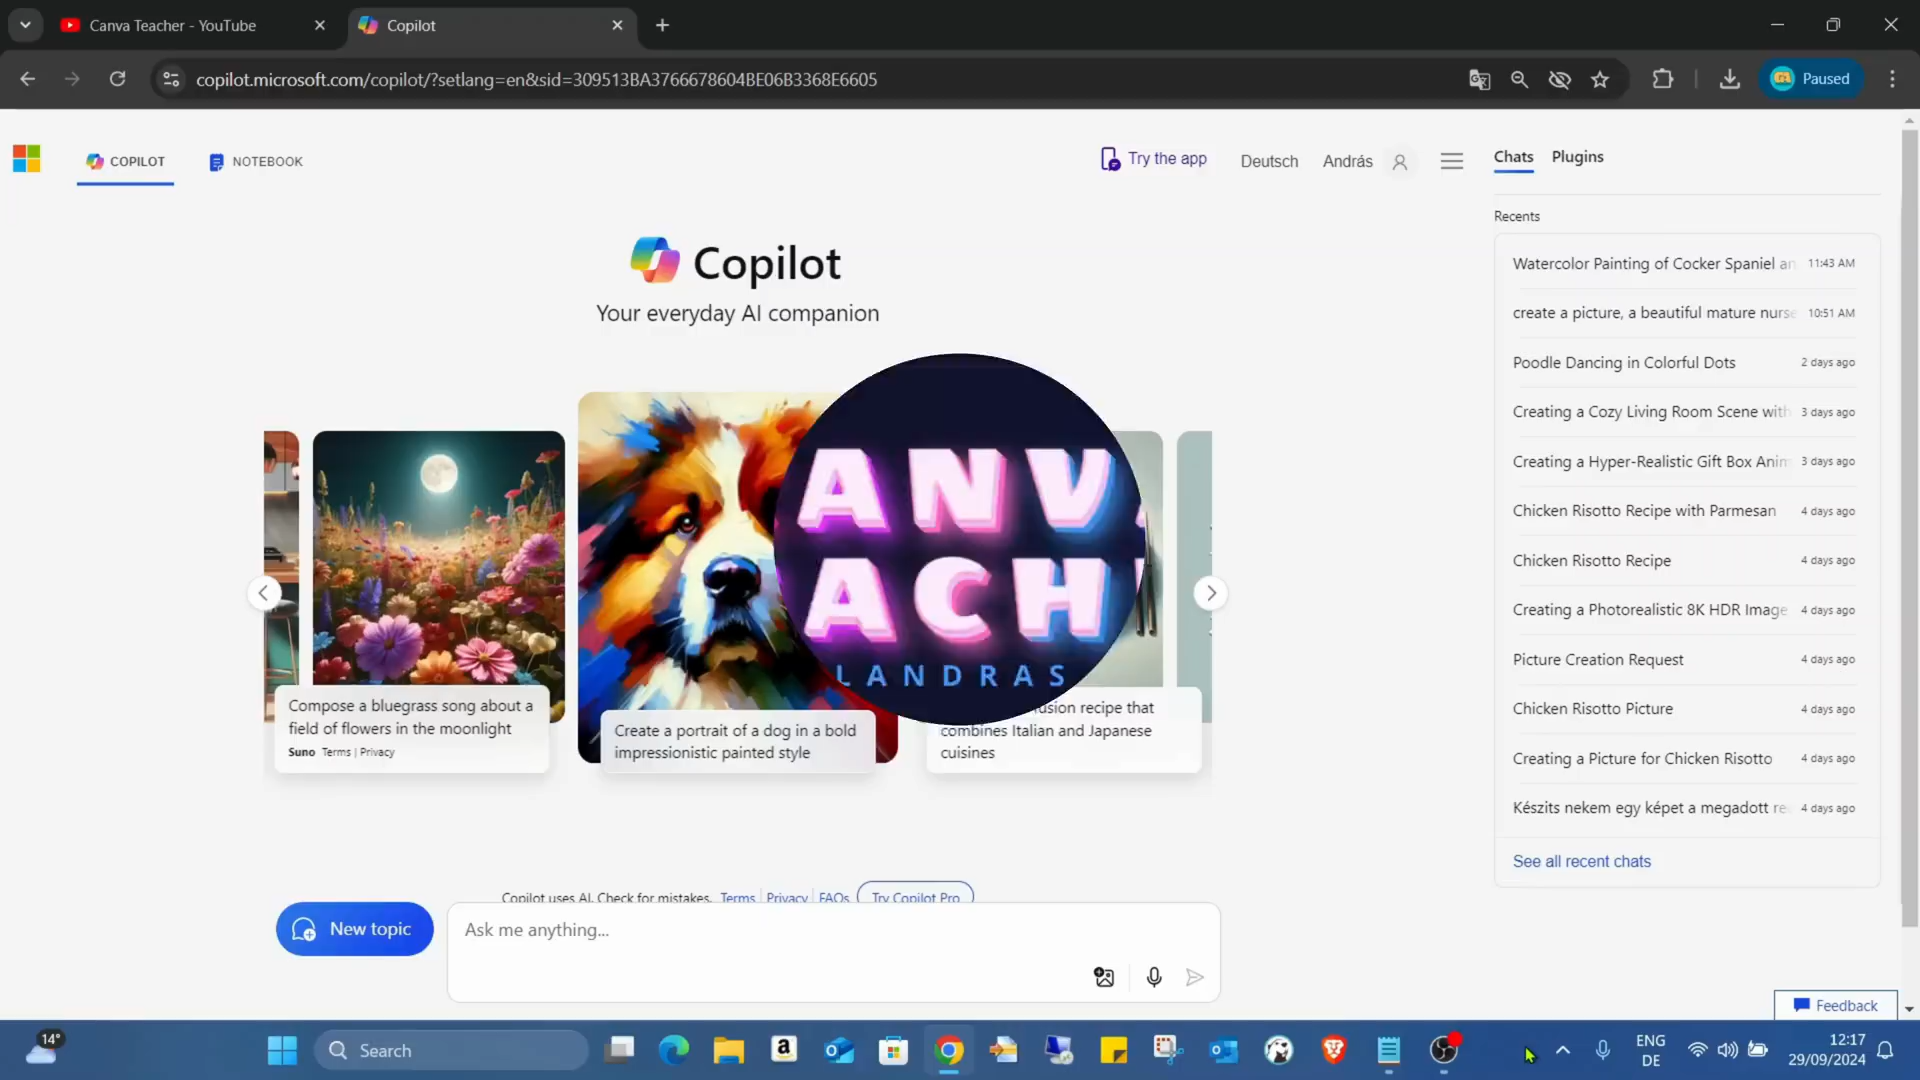 Canva Teacher - YouTube
Copilot
copilot.microsoft.com/copilot/?setlang=en&sid=309513BA3766678604BE06B3368E6605
Paused
COPILOT
NOTEBOOK
Try the app
Deutsch
András
Chats
Plugins
Copilot
Your everyday AI companion
Recents
Watercolor Painting of Cocker Spaniel an
11:43 AM
create a picture, a beautiful mature nurse
10:51 AM
Poodle Dancing in Colorful Dots
2 days ago
Creating a Cozy Living Room Scene with
3 days ago
Creating a Hyper-Realistic Gift Box Anim
3 days ago
Chicken Risotto Recipe with Parmesan
4 days ago
Chicken Risotto Recipe
4 days ago
Creating a Photorealistic 8K HDR Image
4 days ago
Picture Creation Request
4 days ago
Chicken Risotto Picture
4 days ago
Creating a Picture for Chicken Risotto
4 days ago
Készits nekem egy képet a megadott re
4 days ago
See all recent chats
ANV
ACH
LANDRAS
Compose a bluegrass song about a
field of flowers in the moonlight
Suno Terms | Privacy
Create a portrait of a dog in a bold
impressionistic painted style
usion recipe that
combines Italian and Japanese
cuisines
Copilot uses AI. Check for mistakes. Terms | Privacy | FAQs
Try Copilot Pro
New topic
Ask me anything...
Feedback
14°
Search
ENG
DE
12:17
29/09/2024